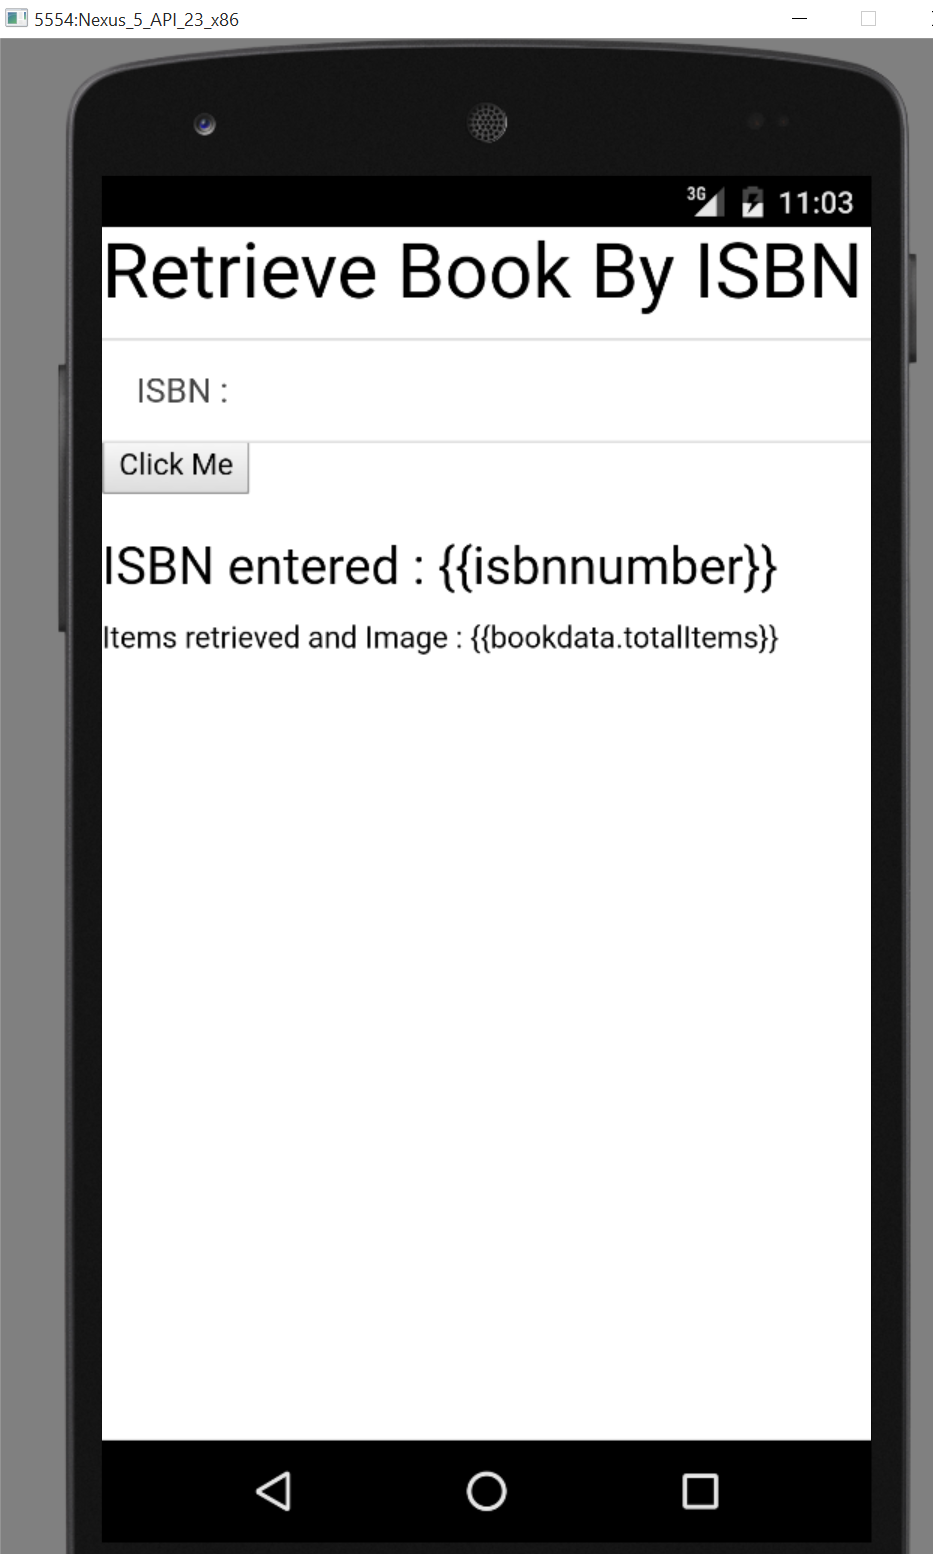 5554:Nexus_5_API_23_x86
3G 11:03
Retrieve Book By ISBN
ISBN :
Click Me
ISBN entered : {{isbnnumber}}
Items retrieved and Image : {{bookdata.totalItems}}